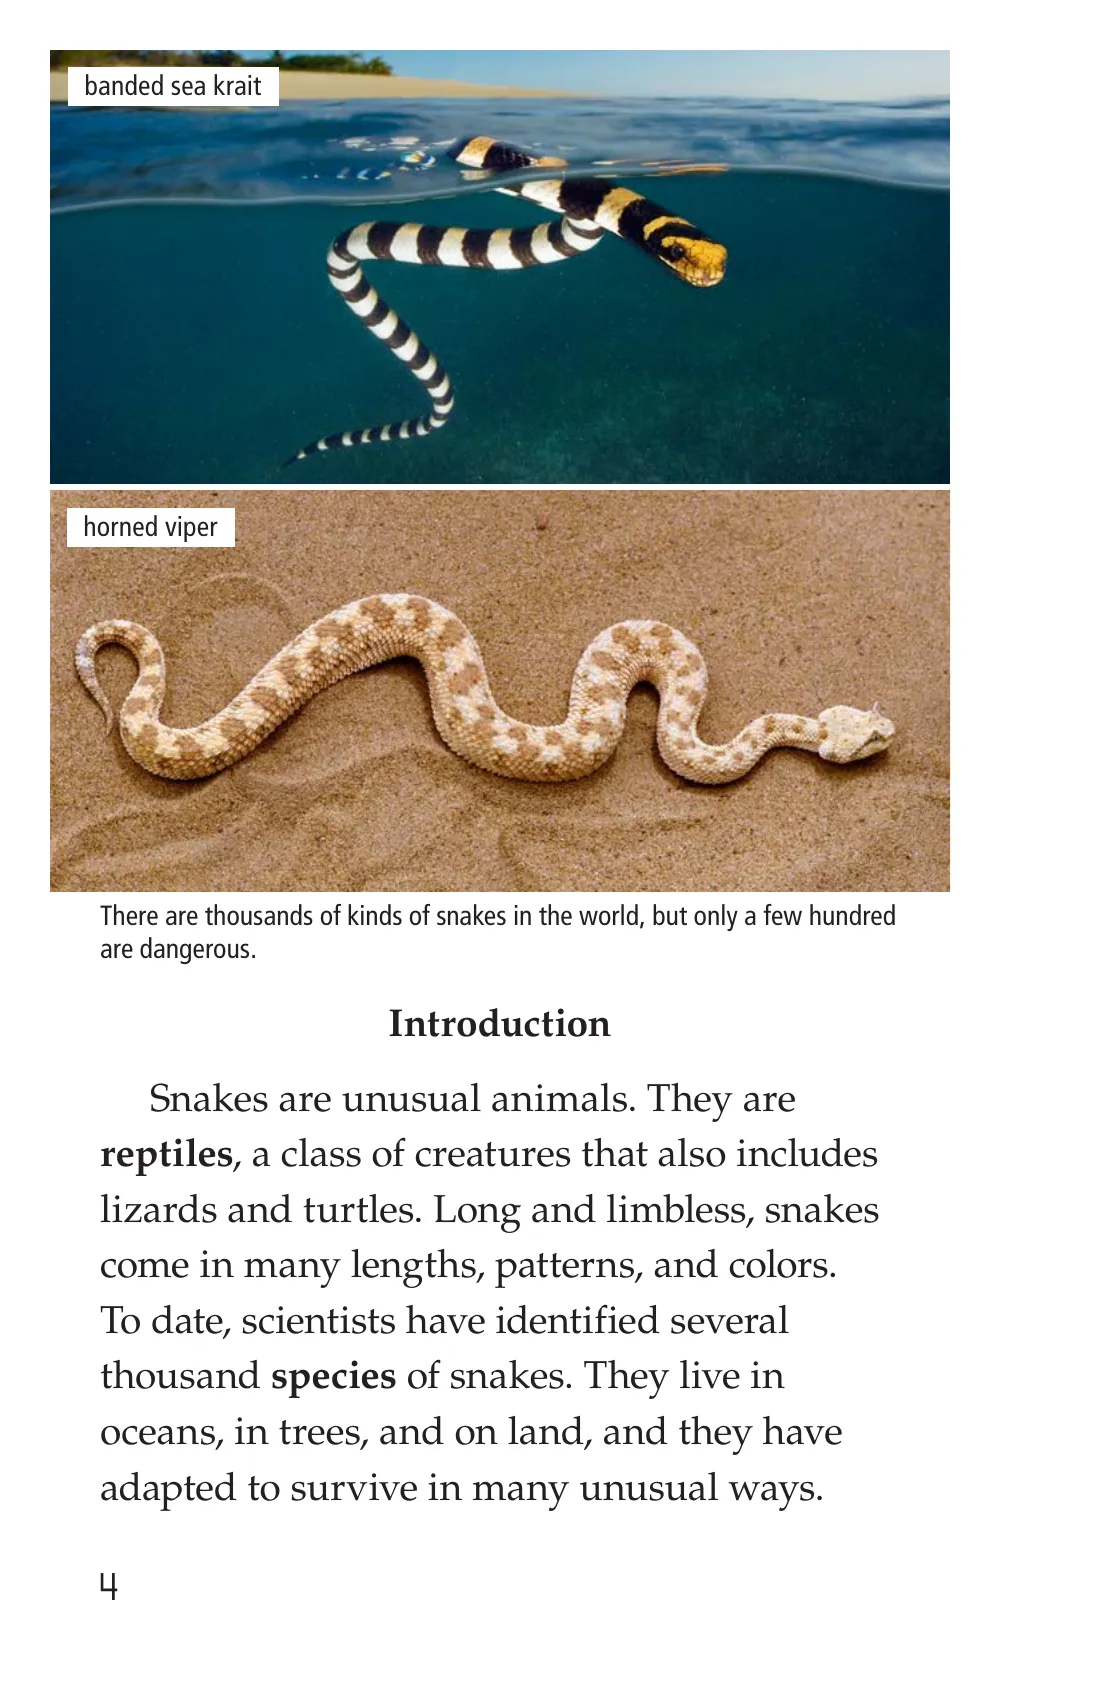 banded sea krait
horned viper
There are thousands of kinds of snakes in the world, but only a few hundred
are dangerous.
Introduction
Snakes are unusual animals. They are
reptiles, a class of creatures that also includes
lizards and turtles. Long and limbless, snakes
come in many lengths, patterns, and colors.
To date, scientists have identified several
thousand species of snakes. They live in
oceans, in trees, and on land, and they have
adapted to survive in many unusual ways.
4